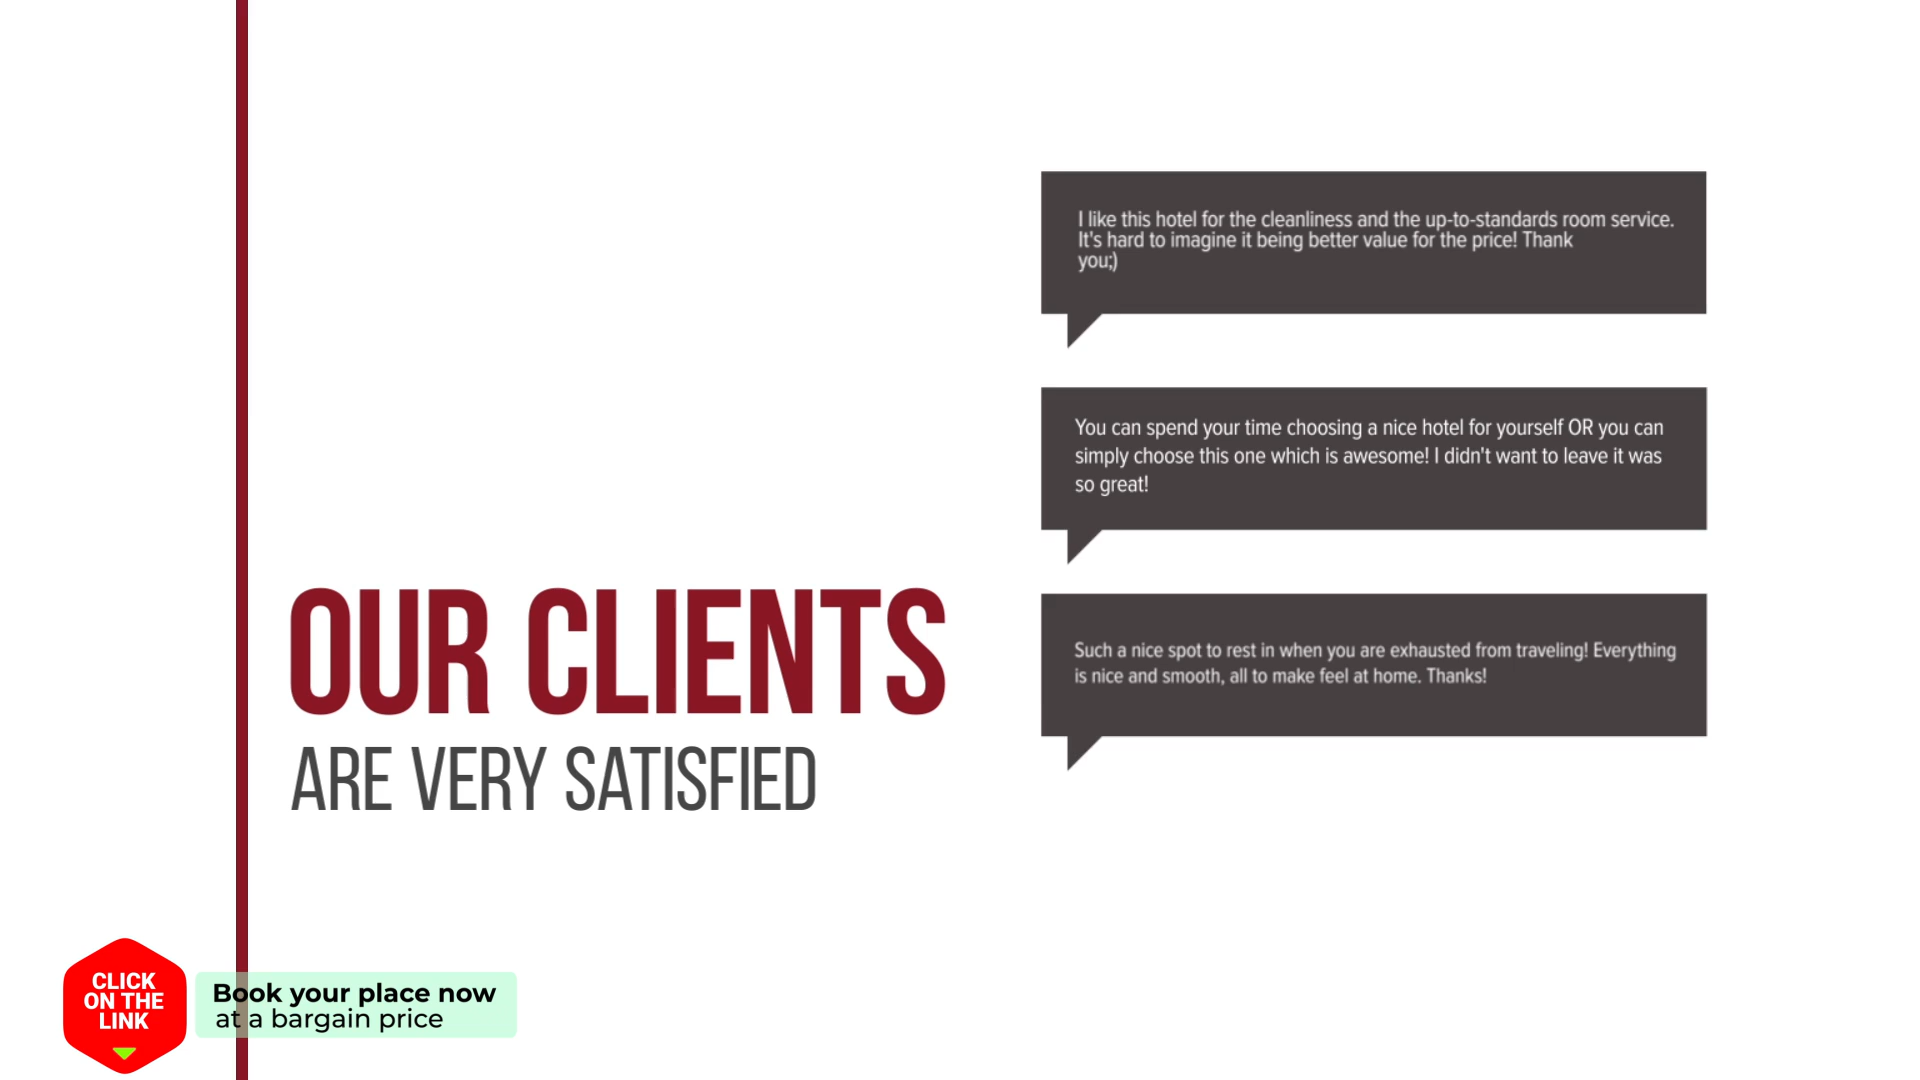 I like this hotel for the cleanliness and the up-to-standards room service.
It's hard to imagine it being better value for the price! Thank
you;)
You can spend your time choosing a nice hotel for yourself OR you can
simply choose this one which is awesome! I didn't want to leave it was
so great!
Such a nice spot to rest in when you are exhausted from traveling! Everything
is nice and smooth, all to make feel at home. Thanks!
OUR CLIENTS
ARE VERY SATISFIED
CLICK
ON THE
LINK
Book your place now
at a bargain price